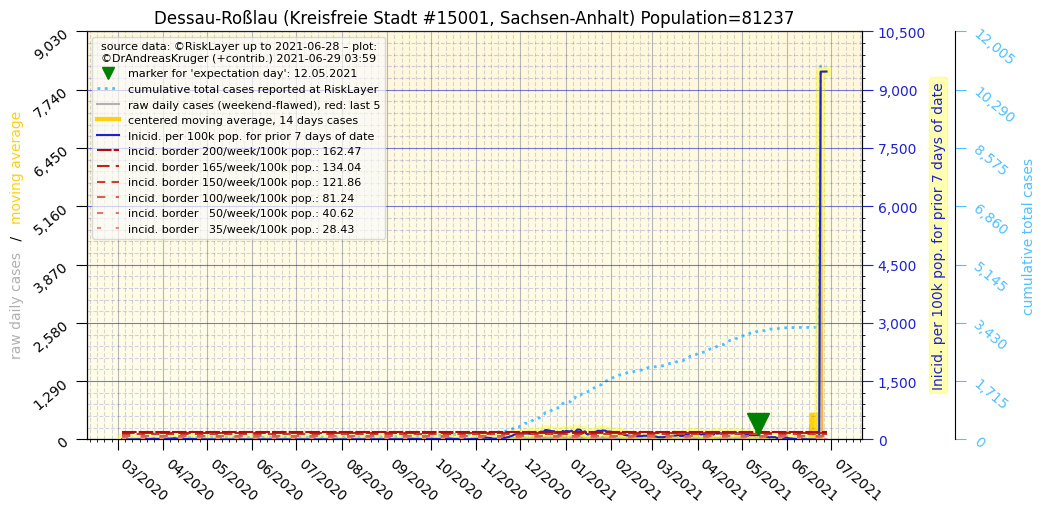 Dessau-Roßlau (Kreisfreie Stadt #15001, Sachsen-Anhalt) Population=81237
source data: ©RiskLayer up to 2021-06-28 – plot:
©DrAndreasKruger (+contrib.) 2021-06-29 03:59
marker for 'expectation day': 12.05.2021
cumulative total cases reported at RiskLayer
raw daily cases (weekend-flawed), red: last 5
centered moving average, 14 days cases
Inicid. per 100k pop. for prior 7 days of date
incid. border 200/week/100k pop.: 162.47
incid. border 165/week/100k pop.: 134.04
incid. border 150/week/100k pop.: 121.86
incid. border 100/week/100k pop.: 81.24
incid. border   50/week/100k pop.: 40.62
incid. border   35/week/100k pop.: 28.43
raw daily cases / moving average
9,030
7,740
6,450
5,160
3,870
2,580
1,290
0
03/2020
04/2020
05/2020
06/2020
07/2020
08/2020
09/2020
10/2020
11/2020
12/2020
01/2021
02/2021
03/2021
04/2021
05/2021
06/2021
07/2021
10,500
9,000
7,500
6,000
4,500
3,000
1,500
0
Inicid. per 100k pop. for prior 7 days of date
12,005
10,290
8,575
6,860
5,145
3,430
1,715
0
cumulative total cases